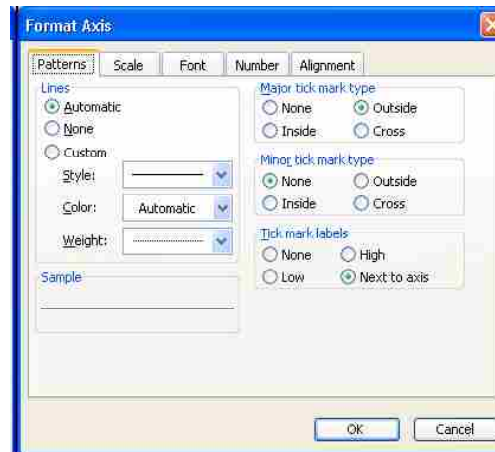 Format Axis
Patterns Scale Font Number Alignment
Lines
Automatic
None
Custom
Style:
Color: Automatic
Weight:
Sample
Major tick mark type
None Outside
Inside Cross
Minor tick mark type
None Outside
Inside Cross
Tick mark labels
None High
Low Next to axis
OK Cancel